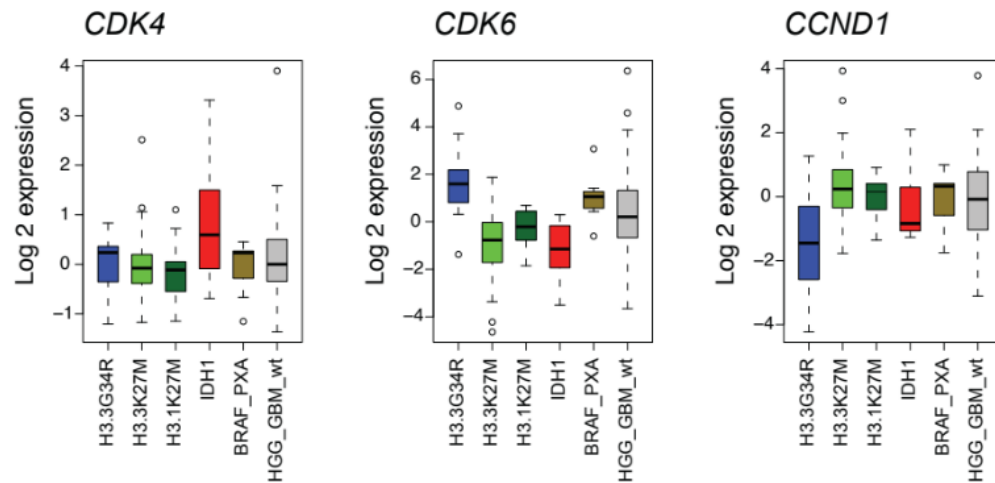 CDK4
CDK6
CCND1
Log 2 expression
4
3
2
1
0
−1
H3.3G34R
H3.3K27M
H3.1K27M
IDH1
BRAF_PXA
HGG_GBM_wt
Log 2 expression
6
4
2
0
−2
−4
H3.3G34R
H3.3K27M
H3.1K27M
IDH1
BRAF_PXA
HGG_GBM_wt
Log 2 expression
4
2
0
−2
−4
H3.3G34R
H3.3K27M
H3.1K27M
IDH1
BRAF_PXA
HGG_GBM_wt